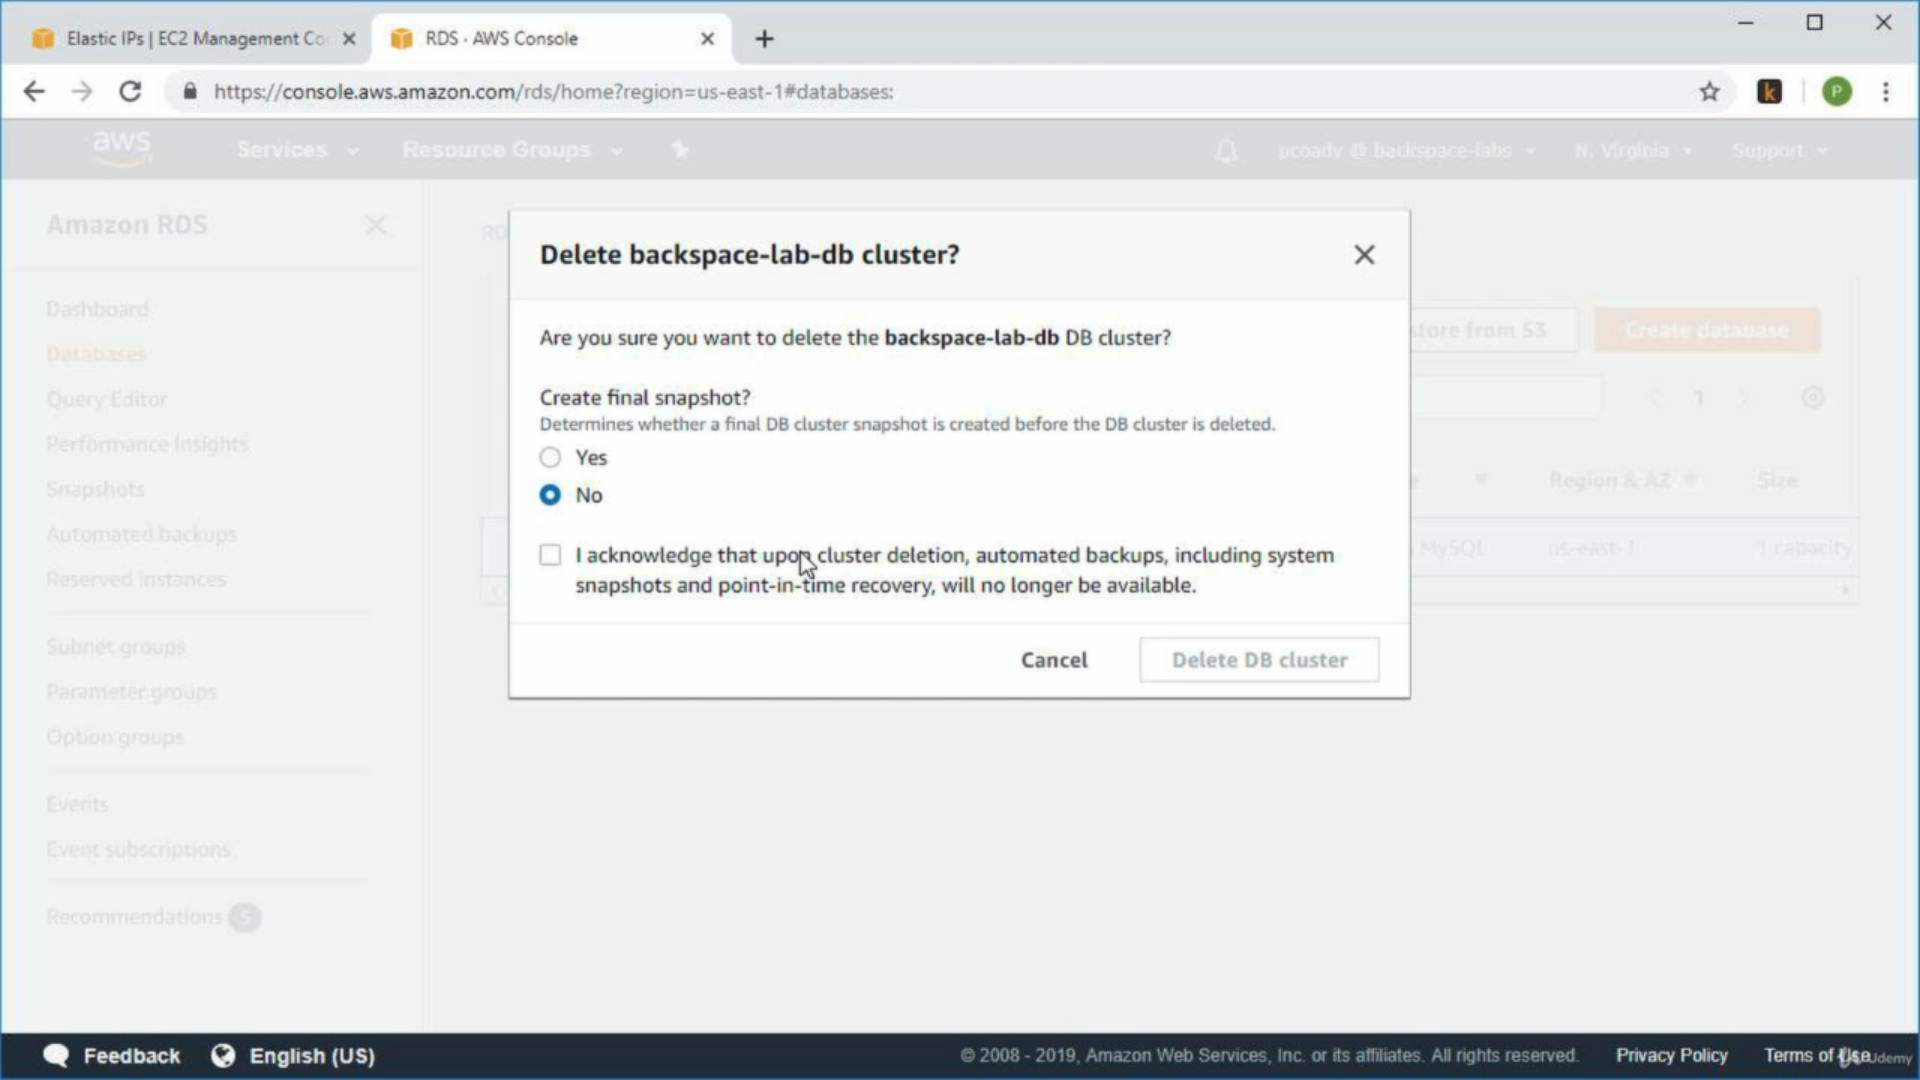 Elastic IPs | EC2 Management Co
RDS · AWS Console
https://console.aws.amazon.com/rds/home?region=us-east-1#databases:
k
P
aws
Services
Resource Groups
pcoady @ backspace-labs
N. Virginia
Support
Amazon RDS
Dashboard
Databases
Query Editor
Performance Insights
Snapshots
Automated backups
Reserved instances
Subnet groups
Parameter groups
Option groups
Events
Event subscriptions
Recommendations 5
Delete backspace-lab-db cluster?
Are you sure you want to delete the backspace-lab-db DB cluster?
Create final snapshot?
Determines whether a final DB cluster snapshot is created before the DB cluster is deleted.
Yes
No
I acknowledge that upon cluster deletion, automated backups, including system
snapshots and point-in-time recovery, will no longer be available.
Cancel
Delete DB cluster
store from S3
Create database
1
Region & AZ
Size
MySQL
us-east-1
1 capacity
Feedback
English (US)
© 2008 - 2019, Amazon Web Services, Inc. or its affiliates. All rights reserved.
Privacy Policy
Terms of Use
Udemy